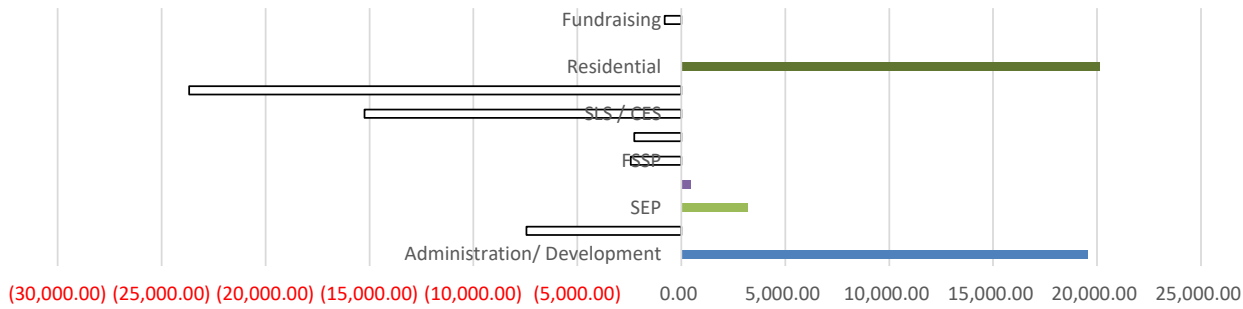 Fundraising
Residential
SLS / CES
FSSP
SEP
Administration/ Development
(30,000.00) (25,000.00) (20,000.00) (15,000.00) (10,000.00) (5,000.00) 0.00 5,000.00 10,000.00 15,000.00 20,000.00 25,000.00